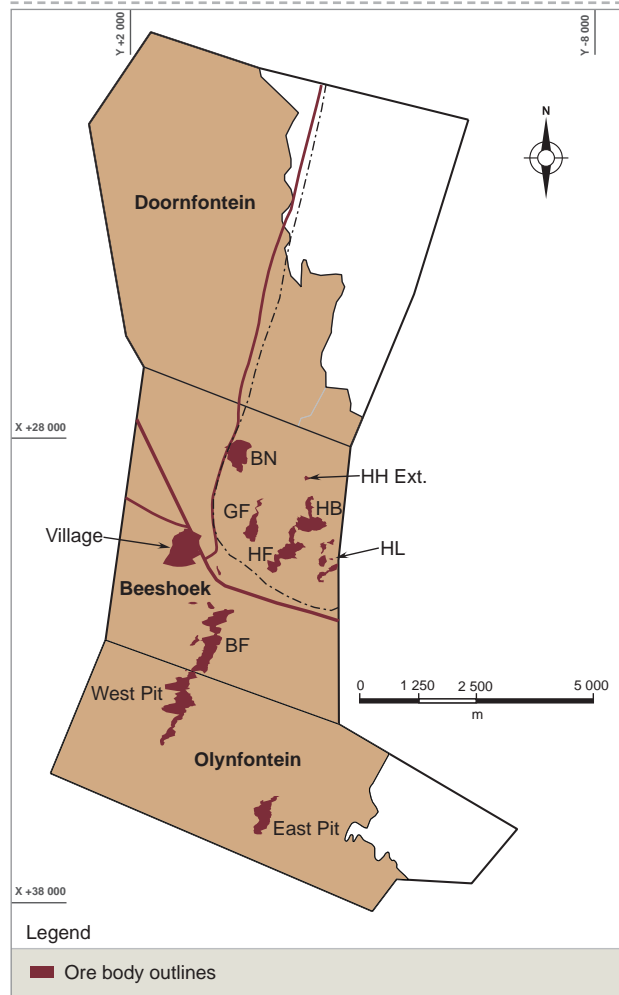 Y +2 000
Y -8 000
N
Doornfontein
X +28 000
BN
HH Ext.
GF
HB
Village
HF
HL
Beeshoek
BF
West Pit
0 1 250 2 500 5 000
m
Olynfontein
East Pit
X +38 000
Legend
Ore body outlines